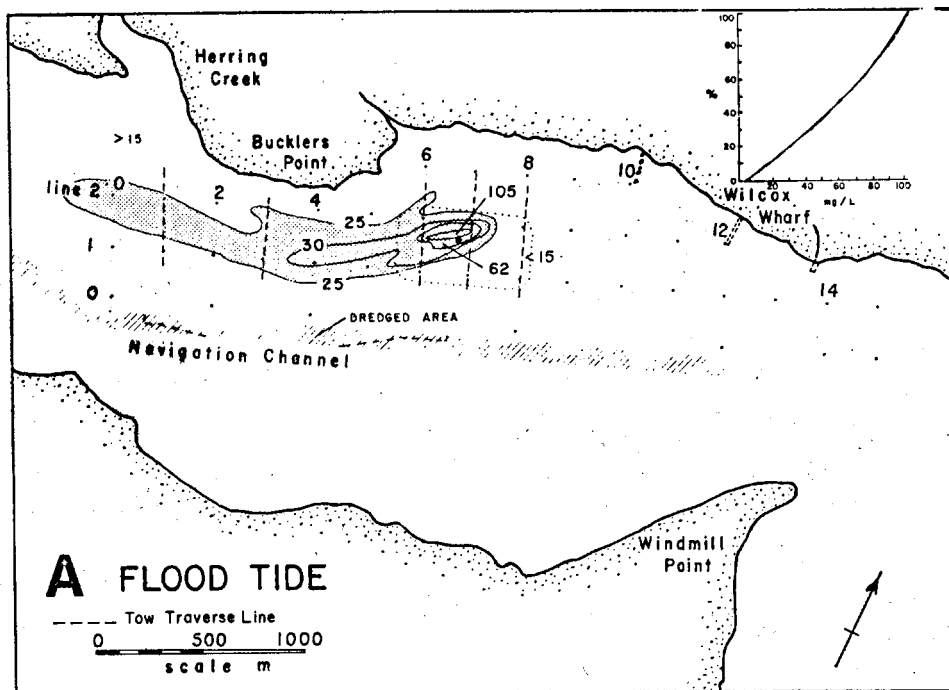 Herring
Creek
>15
Bucklers
Point
line 2
0
2
4
6
8
10
12
14
1
0
25
30
25
105
62
<15
DREDGED AREA
Navigation Channel
Wilcox
Wharf
100
80
60
40
20
0
%
20
60
100
mg/L
Windmill
Point
A FLOOD TIDE
Tow Traverse Line
0 500 1000
scale m